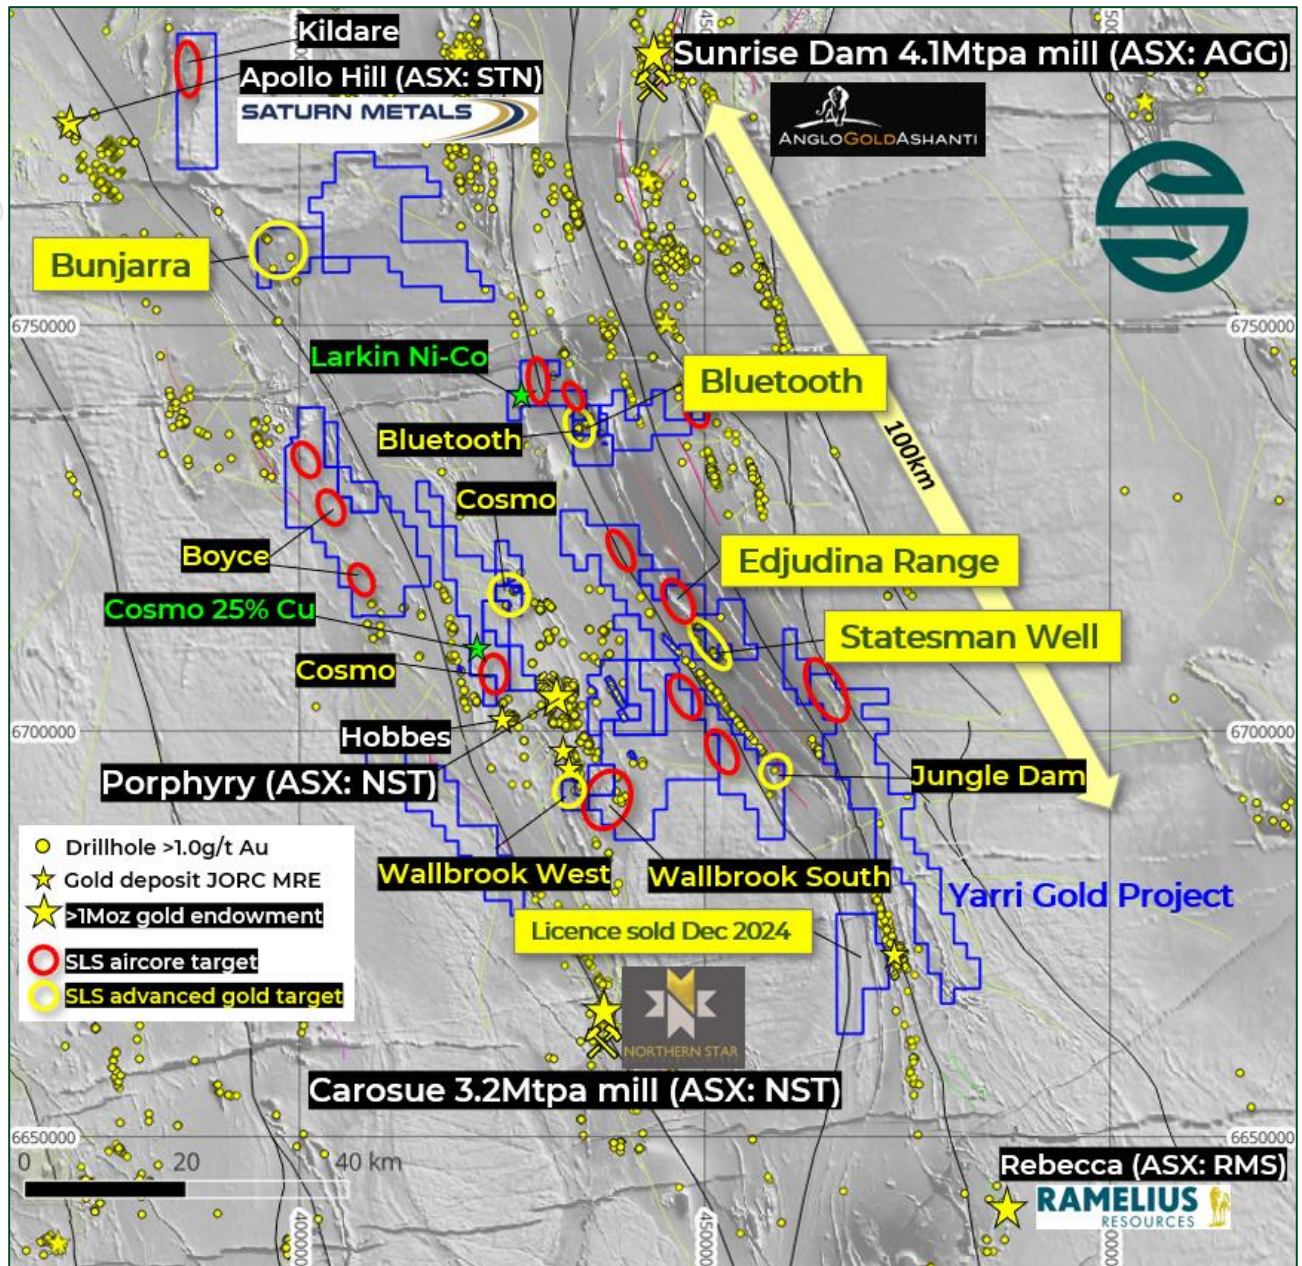 Kildare
Sunrise Dam 4.1Mtpa mill (ASX: AGG)
Apollo Hill (ASX: STN)
SATURN METALS
ANGLOGOLDASHANTI
Bunjarra
6750000
6750000
Larkin Ni-Co
Bluetooth
Bluetooth
100km
Cosmo
Boyce
Edjudina Range
Cosmo 25% Cu
Statesman Well
Cosmo
Hobbes
6700000
6700000
Porphyry (ASX: NST)
Jungle Dam
Drillhole >1.0g/t Au
Gold deposit JORC MRE
>1Moz gold endowment
SLS aircore target
SLS advanced gold target
Wallbrook West
Wallbrook South
Yarri Gold Project
Licence sold Dec 2024
NORTHERN STAR
Carosue 3.2Mtpa mill (ASX: NST)
6650000
6650000
0 20 40 km
Rebecca (ASX: RMS)
RAMELIUS
RESOURCES
400000
450000